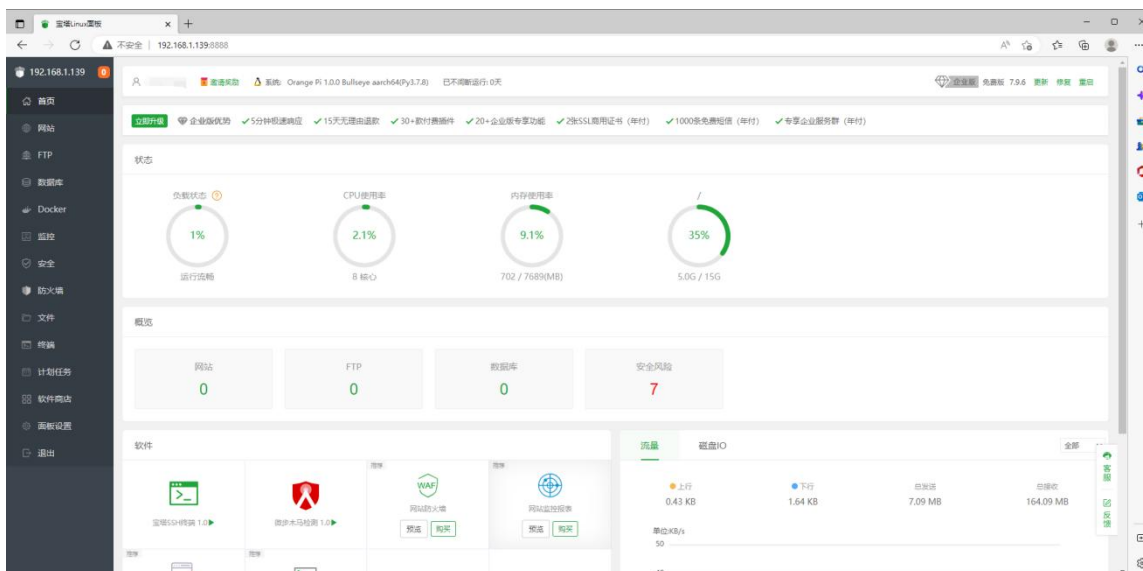 宝塔Linux面板
不安全 192.168.1.139:8888
192.168.1.139 0
邀请奖励 系统: Orange Pi 1.0.0 Bullseye aarch64(Py3.7.8) 已不间断运行: 0天 企业版 免费版 7.9.6 更新 修复 重启
首页
网站
FTP
数据库
Docker
监控
安全
防火墙
文件
终端
计划任务
软件商店
面板设置
退出
立即升级 企业版优势 5分钟极速响应 15天无理由退款 30+款付费插件 20+企业版专享功能 2张SSL商用证书（年付） 1000条免费短信（年付） 专享企业服务群（年付）
状态
负载状态 CPU使用率 内存使用率 /
1% 2.1% 9.1% 35%
运行流畅 8 核心 702 / 7689(MB) 5.0G / 15G
概览
网站 FTP 数据库 安全风险
0 0 0 7
软件
推荐 推荐
WAF
宝塔SSH终端 1.0 微步木马检测 1.0 网站防火墙 网站监控报表
预览 购买 预览 购买
推荐 推荐
流量 磁盘IO 全部
上行 下行 总发送 总接收
0.43 KB 1.64 KB 7.09 MB 164.09 MB
单位:KB/s
50
客服
反馈